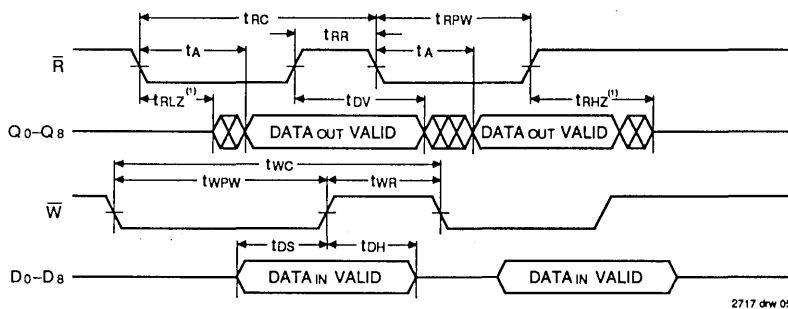 tRC tRPW
tRR
tA tA
R̅
tRLZ(1) tDV tRHZ(1)
Q0–Q8 DATA OUT VALID DATA OUT VALID
tWC
tWPW tWR
W̅
tDS tDH
D0–D8 DATA IN VALID DATA IN VALID
2717 drw 05